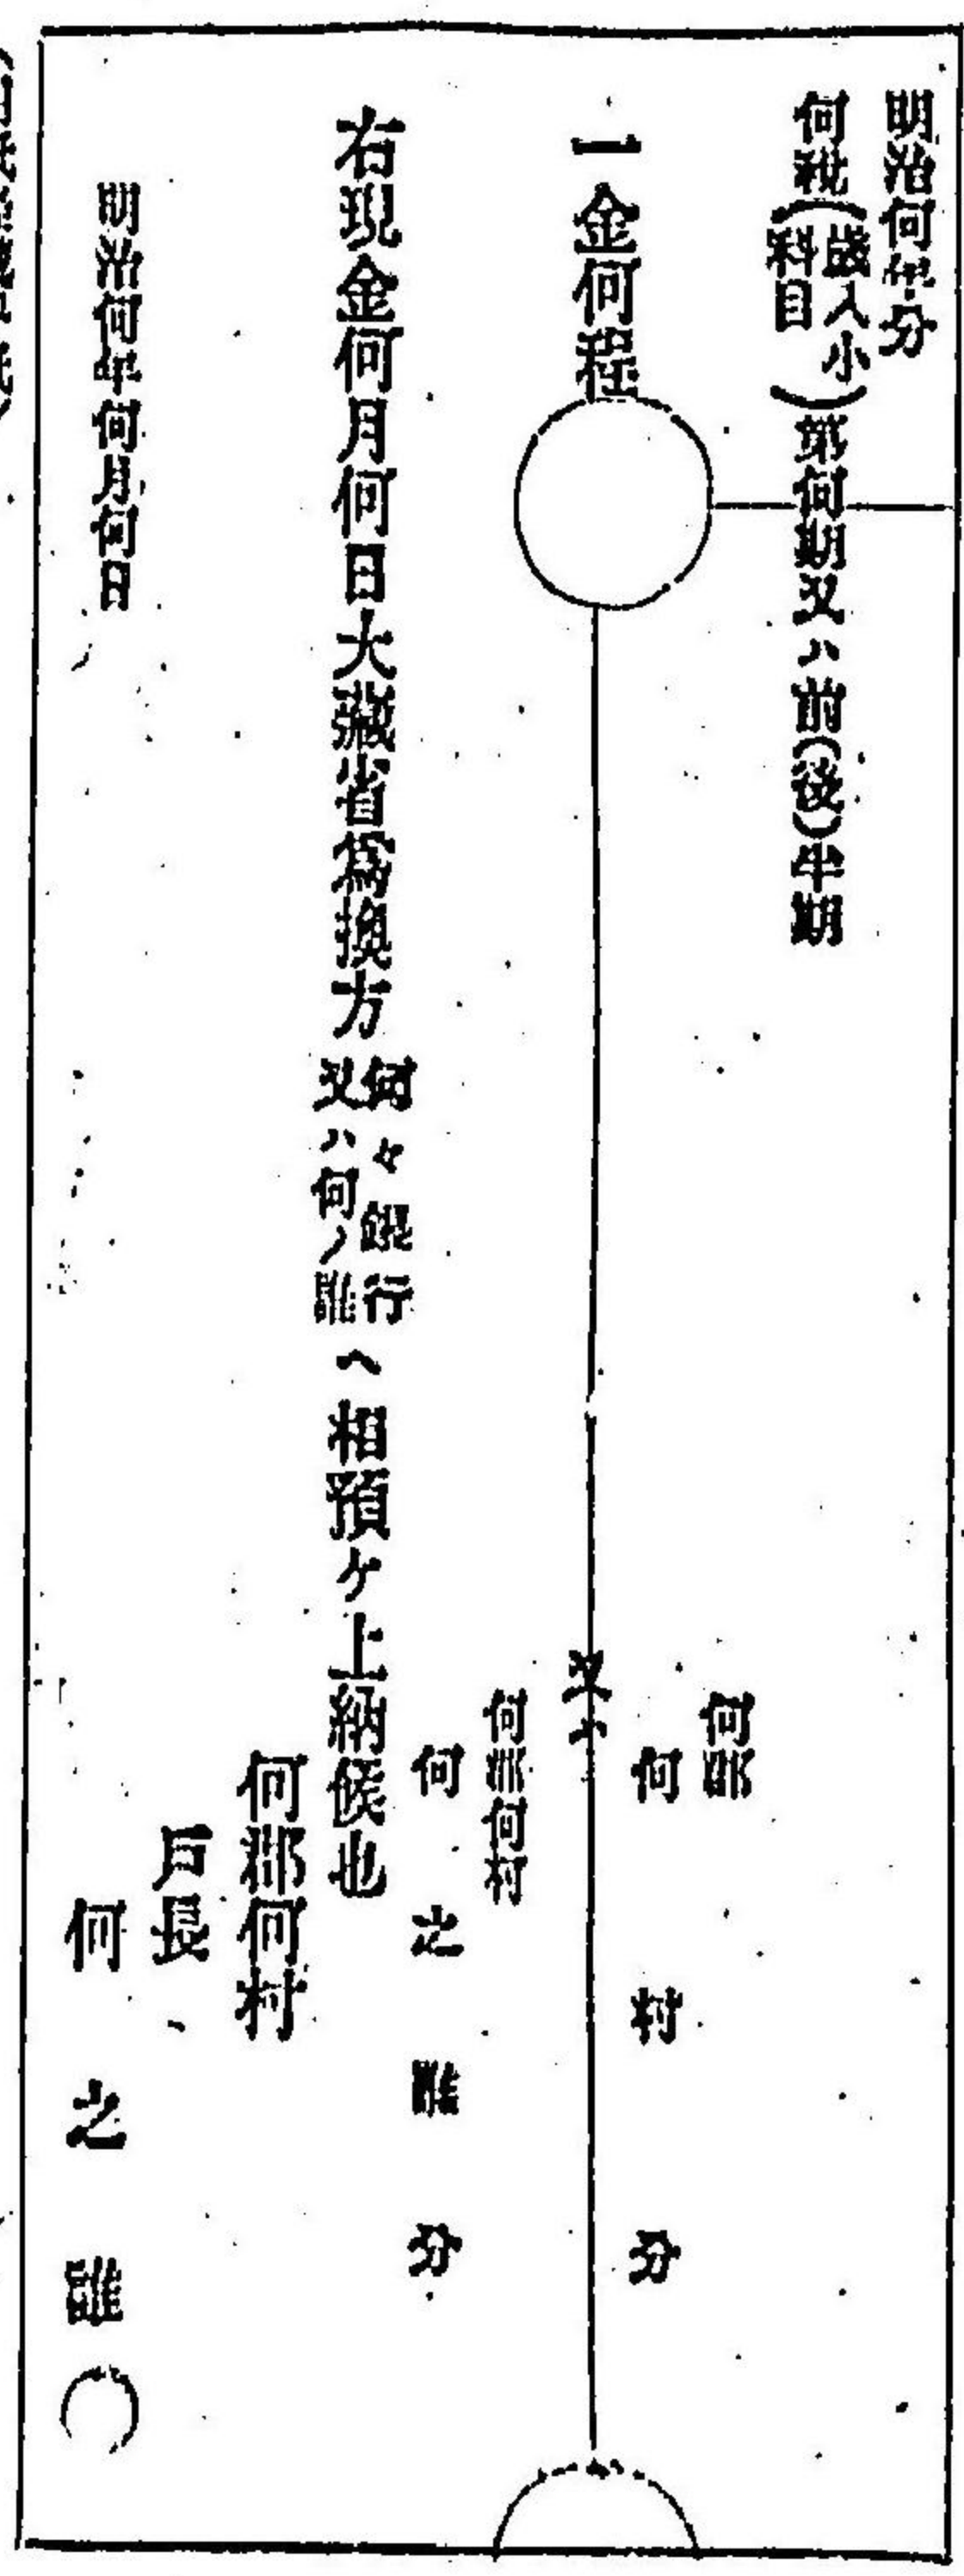 明治何年分
何税(歳入小科目)第何期又ハ前(後)半期
一金何程
何郡
何村分
又ハ
何郡何村
何之誰分
右現金何月何日大藏省爲換方何々銀行又ハ何ノ誰ヘ相預ケ上納候也
何郡何村
戸長
何之誰
明治何年何月何日